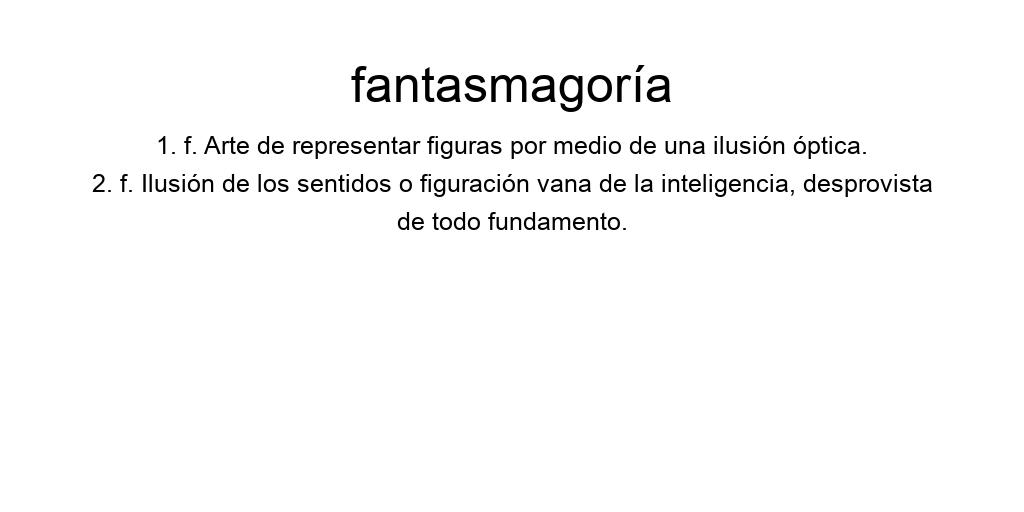 fantasmagoría
1. f. Arte de representar figuras por medio de una ilusión óptica.
2. f. Ilusión de los sentidos o figuración vana de la inteligencia, desprovista
de todo fundamento.